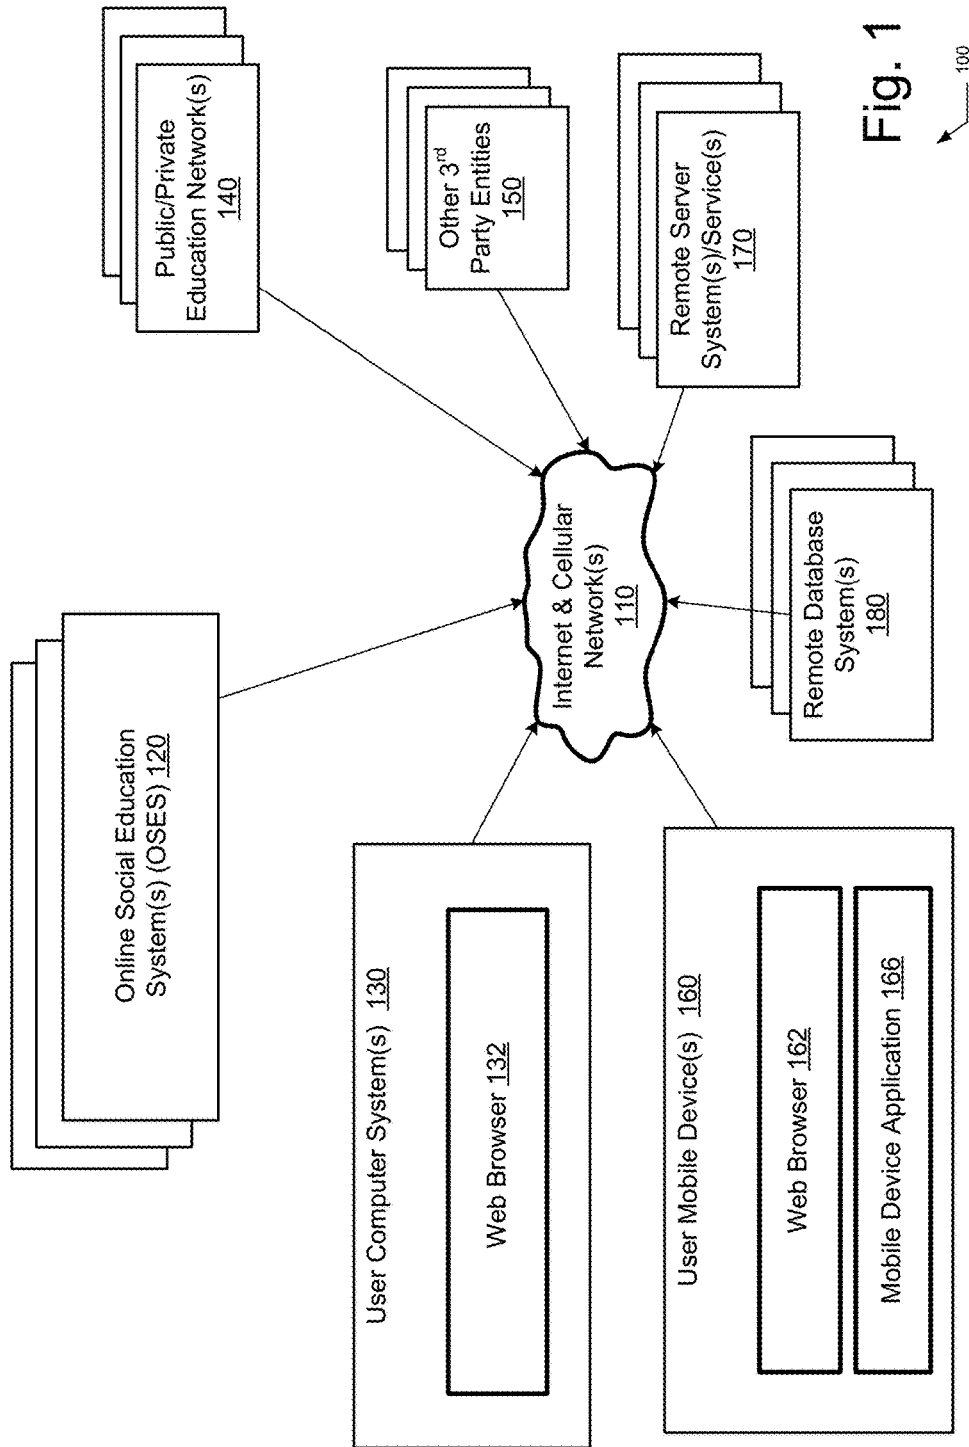 Online Social Education
System(s) (OSES) 120
Public/Private
Education Network(s)
140
User Computer System(s) 130
Web Browser 132
Internet & Cellular
Network(s)
110
Other 3rd
Party Entities
150
User Mobile Device(s) 160
Web Browser 162
Mobile Device Application 166
Remote Database
System(s)
180
Remote Server
System(s)/Service(s)
170
Fig. 1
100